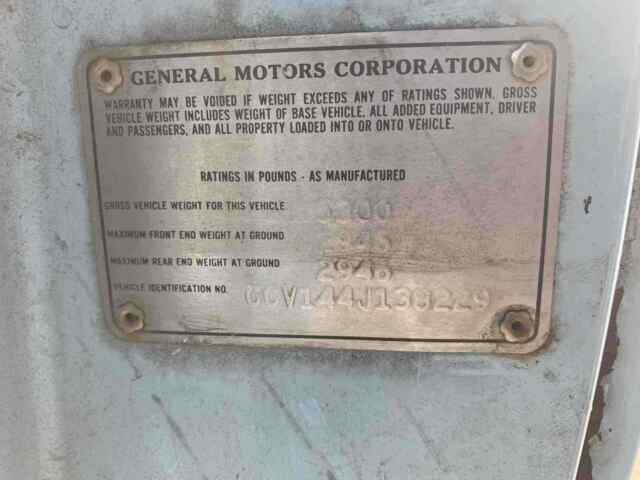 GENERAL MOTORS CORPORATION
WARRANTY MAY BE VOIDED IF WEIGHT EXCEEDS ANY OF RATINGS SHOWN. GROSS
VEHICLE WEIGHT INCLUDES WEIGHT OF BASE VEHICLE, ALL ADDED EQUIPMENT, DRIVER
AND PASSENGERS, AND ALL PROPERTY LOADED INTO OR ONTO VEHICLE.
RATINGS IN POUNDS - AS MANUFACTURED
GROSS VEHICLE WEIGHT FOR THIS VEHICLE
MAXIMUM FRONT END WEIGHT AT GROUND
MAXIMUM REAR END WEIGHT AT GROUND
VEHICLE IDENTIFICATION NO.